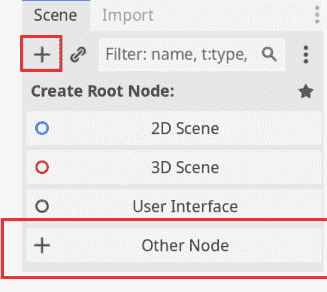 Scene Import
Filter: name, t:type,
Create Root Node:
2D Scene
3D Scene
User Interface
Other Node